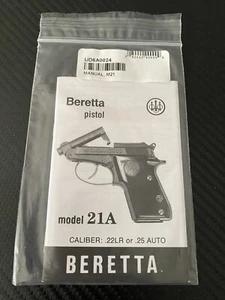 UD6A0024
MANUAL, M21
Beretta
pistol
model 21A
CALIBER: .22LR or .25 AUTO
BERETTA